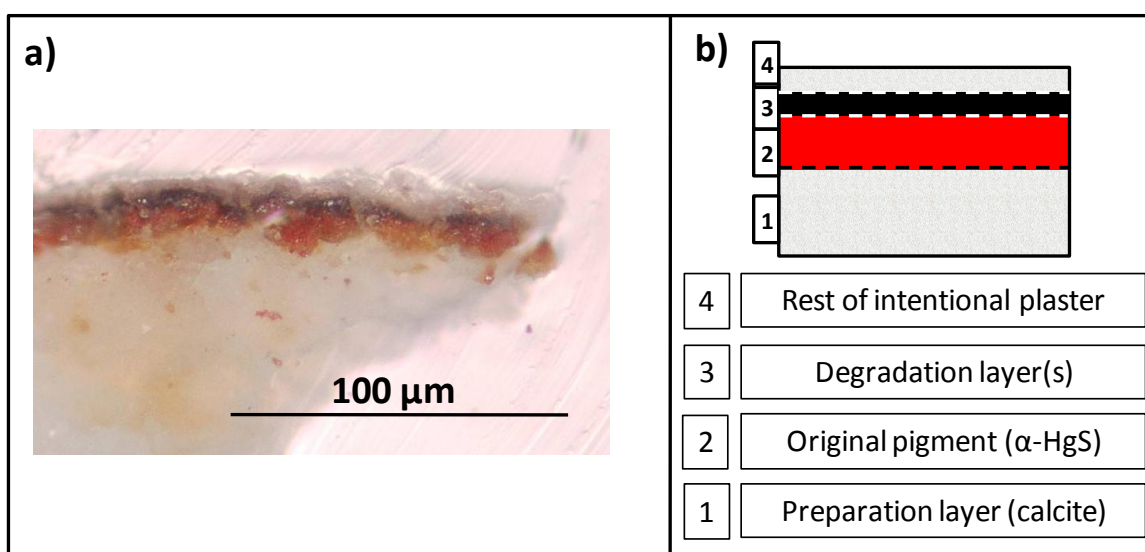 a)
100 µm
b)
4
3
2
1
4 Rest of intentional plaster
3 Degradation layer(s)
2 Original pigment (α-HgS)
1 Preparation layer (calcite)